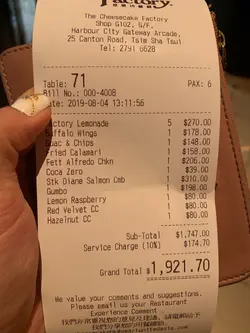 Factory
The Cheesecake Factory
Shop G102, G/F,
Harbour City Gateway Arcade,
25 Canton Road, Tsim Sha Tsui
Tel: 2791 6628
Table: 71 PAX: 6
Bill No.: 000-4008
Date: 2019-08-04 13:11:56
Factory Lemonade 5 $270.00
Buffalo Wings 1 $178.00
Guac & Chips 1 $148.00
Fried Calamari 1 $158.00
Fett Alfredo Chkn 1 $206.00
Coca Zero 1 $39.00
Stk Diane Salmon Cmb 1 $310.00
Gumbo 1 $198.00
Lemon Raspberry 1 $80.00
Red Velvet CC 1 $80.00
Hazelnut CC 1 $80.00
Sub-Total $1,747.00
Service Charge (10%) $174.70
Grand Total $1,921.70
We value your comments and suggestions.
Please email us your Restaurant
Experience Comment